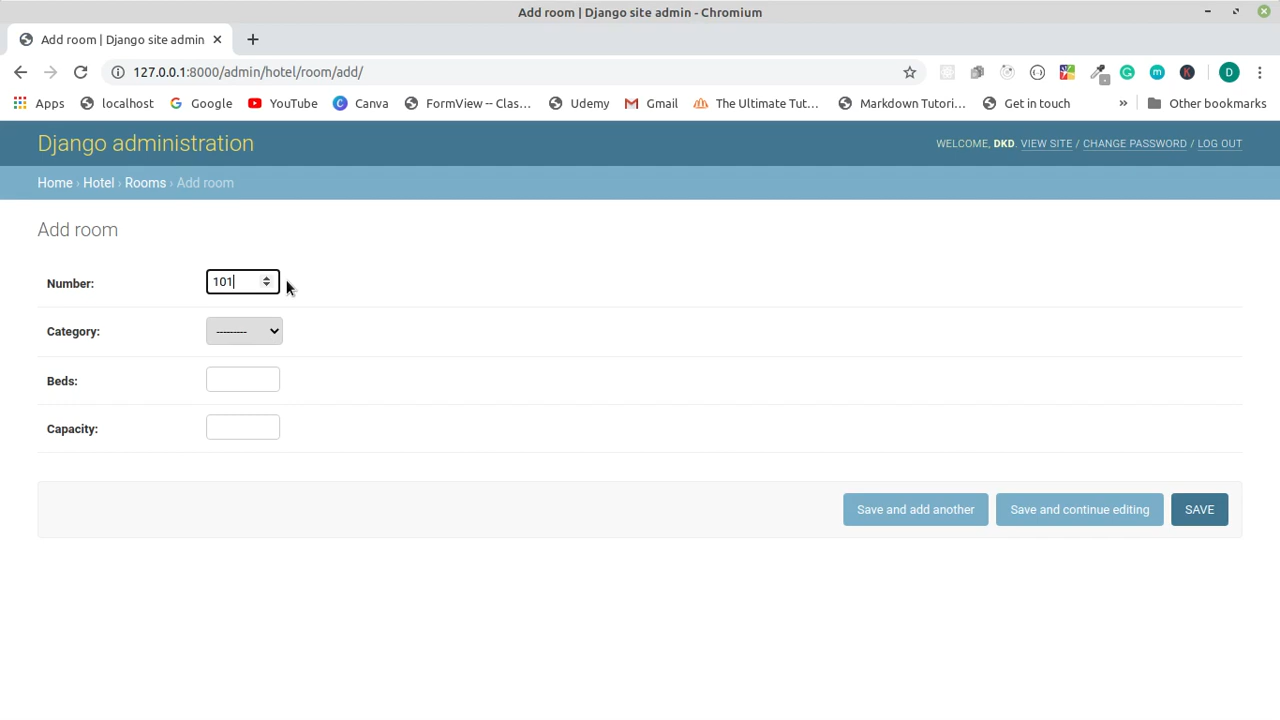 Add room | Django site admin - Chromium
Add room | Django site admin
127.0.0.1:8000/admin/hotel/room/add/
D
Apps localhost Google YouTube Canva FormView -- Clas... Udemy Gmail The Ultimate Tut... Markdown Tutori... Get in touch » Other bookmarks
Django administration
WELCOME, DKD. VIEW SITE / CHANGE PASSWORD / LOG OUT
Home › Hotel › Rooms › Add room
Add room
Number: 101
Category: ---------
Beds:
Capacity:
Save and add another Save and continue editing SAVE